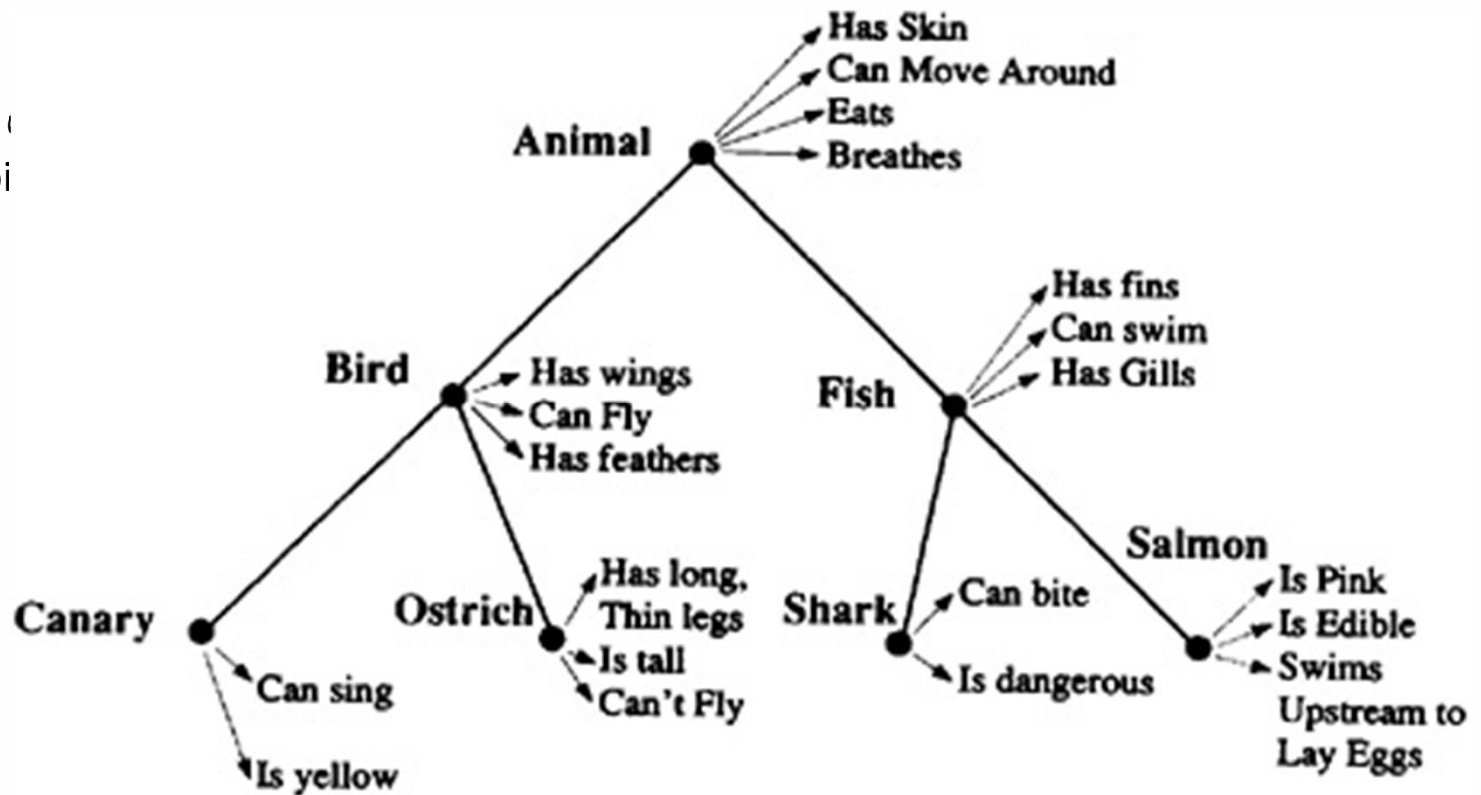 Has Skin
Can Move Around
Eats
Breathes
Animal
Bird
Has wings
Can Fly
Has feathers
Fish
Has fins
Can swim
Has Gills
Canary
Can sing
Is yellow
Ostrich
Has long,
Thin legs
Is tall
Can't Fly
Shark
Can bite
Is dangerous
Salmon
Is Pink
Is Edible
Swims
Upstream to
Lay Eggs